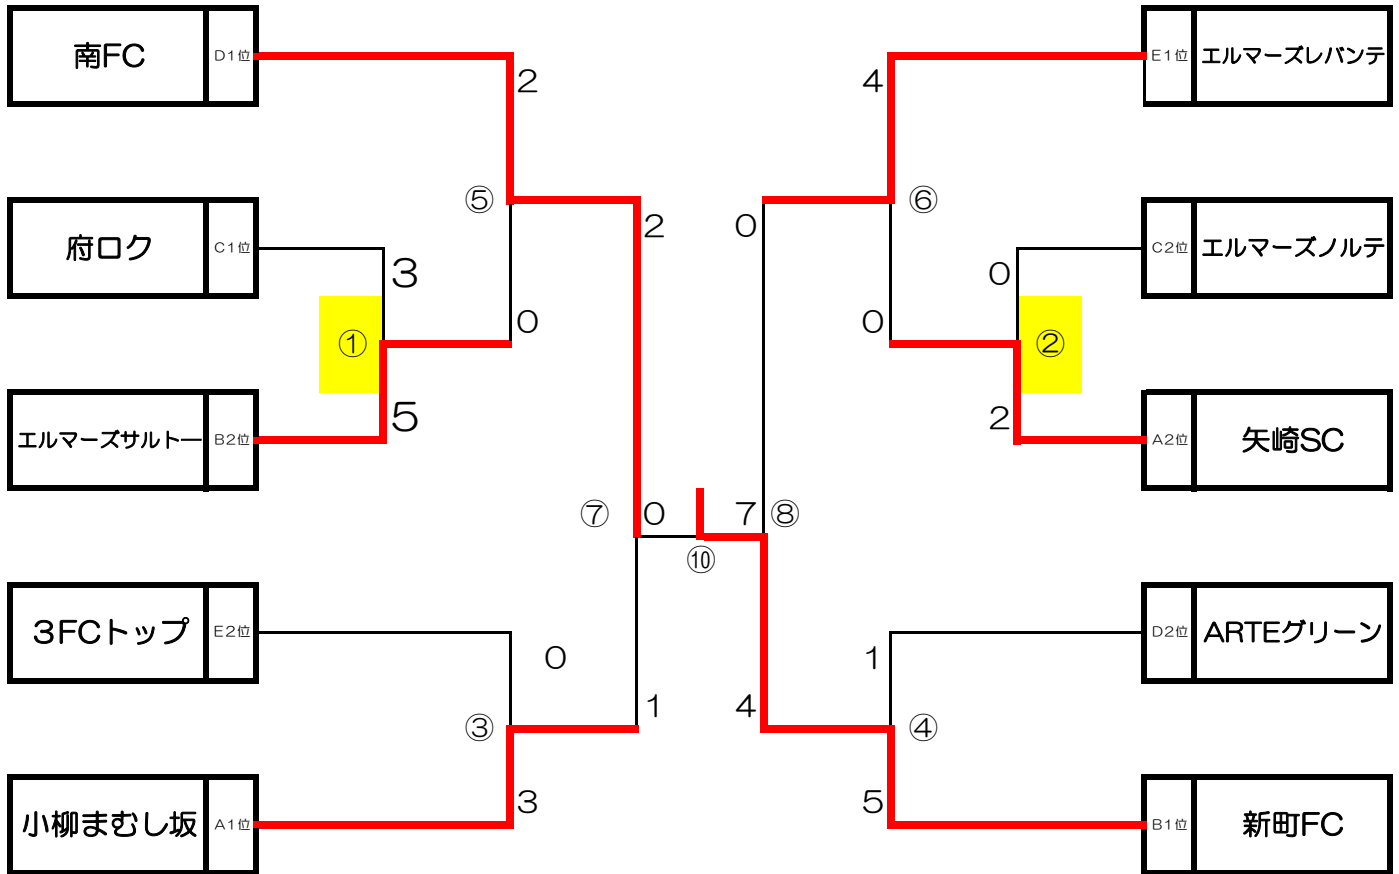 南FC D1位 2 4 E1位 エルマーズレバンテ
⑤ ⑥
府ロク C1位 3 2 0 0 C2位 エルマーズノルテ
① 0 0 ②
エルマーズサルトー B2位 5 2 A2位 矢崎SC
⑦ 0 7 ⑧
⑩
3FCトップ E2位 0 1 D2位 ARTEグリーン
③ 1 4 ④
小柳まむし坂 A1位 3 5 B1位 新町FC